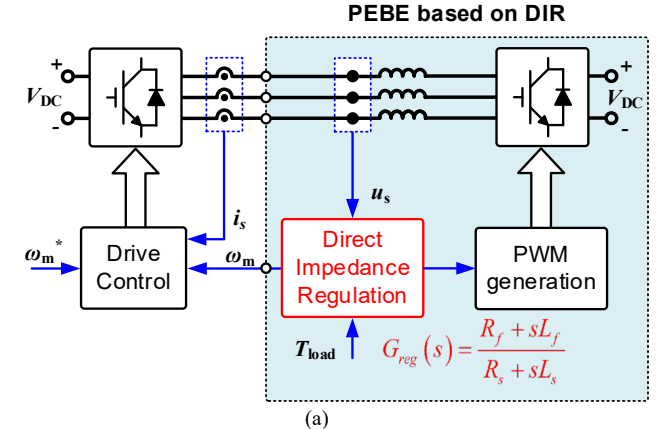 PEBE based on DIR
+
V_DC
-
+
V_DC
-
i_s
u_s
ω_m^*
Drive
Control
ω_m
Direct
Impedance
Regulation
PWM
generation
T_load
G_reg(s) = (R_f + sL_f) / (R_s + sL_s)
(a)